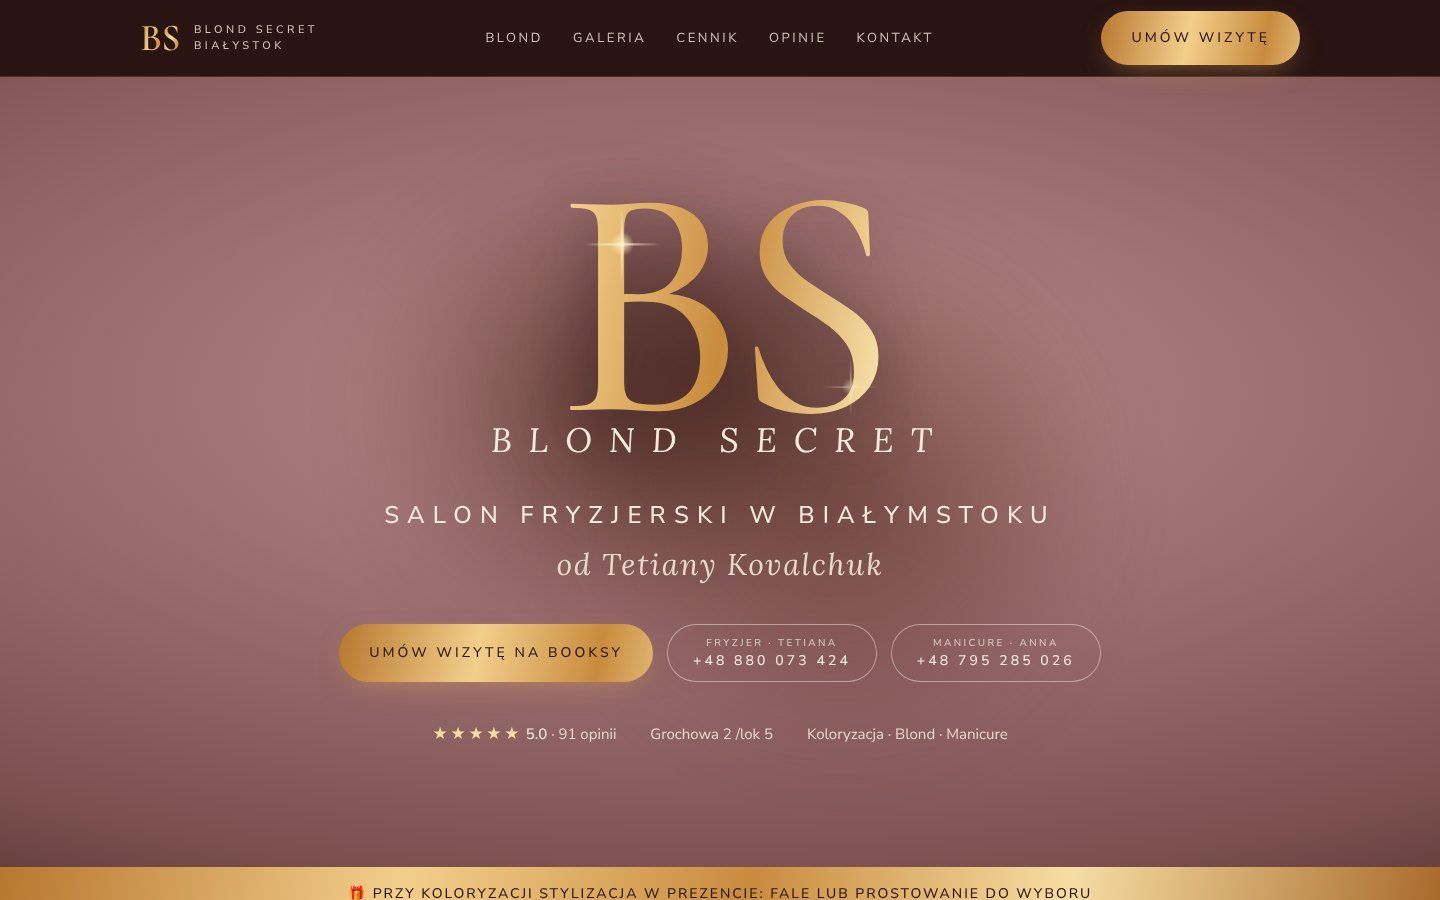 BS
BLOND SECRET
BIAŁYSTOK
BLOND
GALERIA
CENNIK
OPINIE
KONTAKT
UMÓW WIZYTĘ
BS
BLOND SECRET
SALON FRYZJERSKI W BIAŁYMSTOKU
od Tetiany Kovalchuk
UMÓW WIZYTĘ NA BOOKSY
FRYZJER · TETIANA
+48 880 073 424
MANICURE · ANNA
+48 795 285 026
★★★★★ 5.0 · 91 opinii
Grochowa 2 /lok 5
Koloryzacja · Blond · Manicure
🎁 PRZY KOLORYZACJI STYLIZACJA W PREZENCIE: FALE LUB PROSTOWANIE DO WYBORU